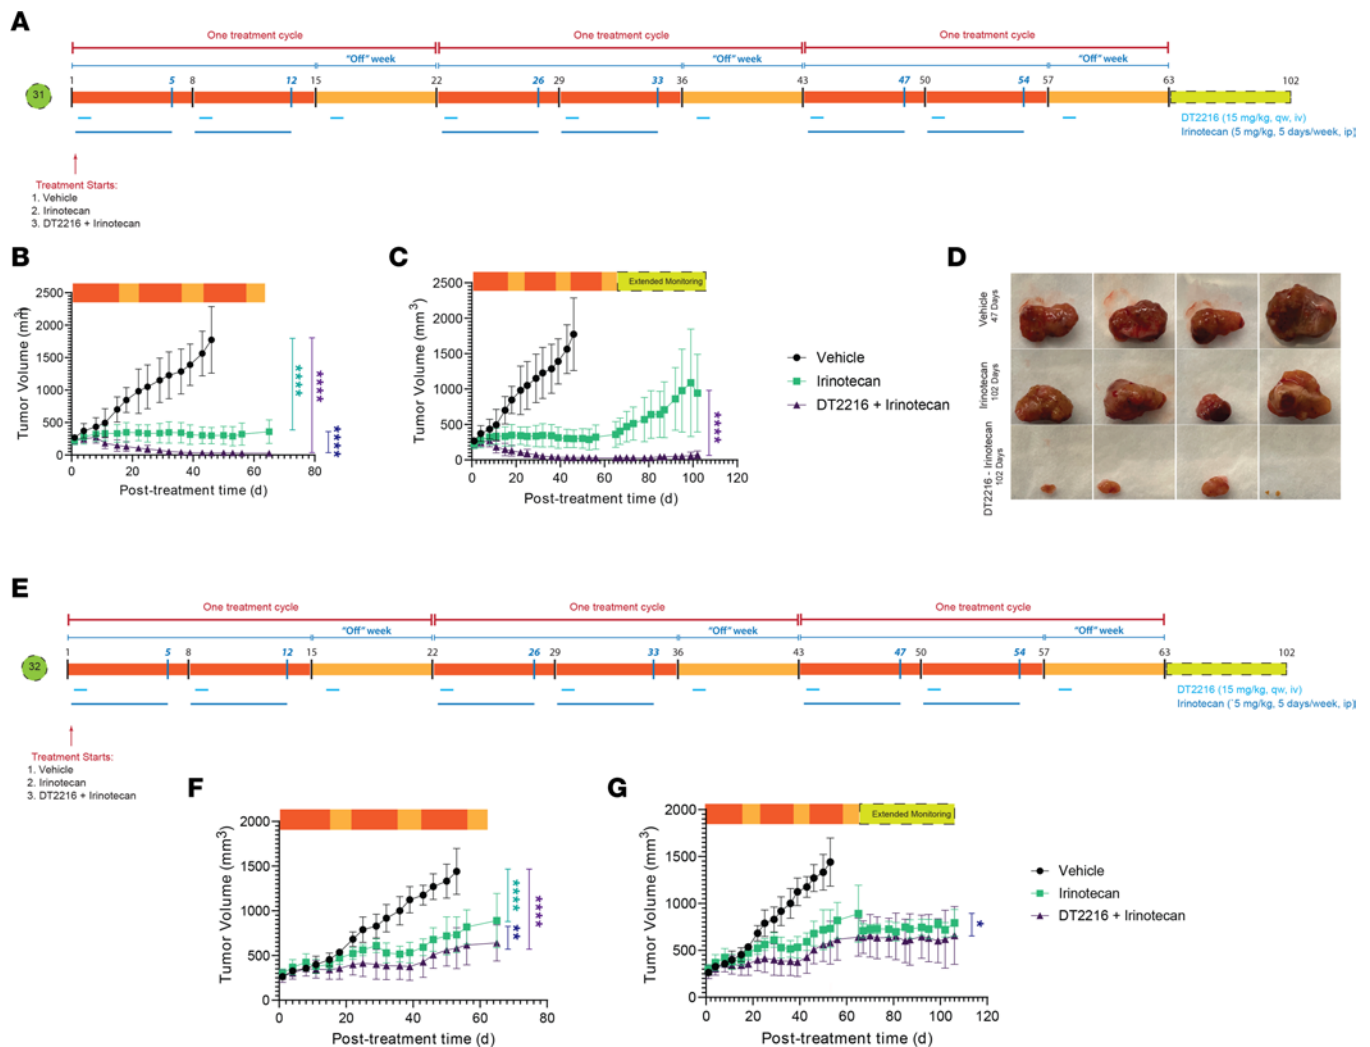 A
One treatment cycle One treatment cycle One treatment cycle
"Off" week "Off" week "Off" week
1 5 8 12 15 22 26 29 33 36 43 47 50 54 57 63 102
31
DT2216 (15 mg/kg, qw, iv)
Irinotecan (5 mg/kg, 5 days/week, ip)
Treatment Starts:
1. Vehicle
2. Irinotecan
3. DT2216 + Irinotecan
B
2500
2000
1500
1000
500
0
Tumor Volume (mm³)
0 20 40 60 80
Post-treatment time (d)
****
****
****
C
Extended Monitoring
2500
2000
1500
1000
500
0
Tumor Volume (mm³)
0 20 40 60 80 100 120
Post-treatment time (d)
****
Vehicle
Irinotecan
DT2216 + Irinotecan
D
Vehicle
47 Days
Irinotecan
102 Days
DT2216 - Irinotecan
102 Days
E
One treatment cycle One treatment cycle One treatment cycle
"Off" week "Off" week "Off" week
1 5 8 12 15 22 26 29 33 36 43 47 50 54 57 63 102
32
DT2216 (15 mg/kg, qw, iv)
Irinotecan (`5 mg/kg, 5 days/week, ip)
Treatment Starts:
1. Vehicle
2. Irinotecan
3. DT2216 + Irinotecan
F
2000
1500
1000
500
0
Tumor Volume (mm³)
0 20 40 60 80
Post-treatment time (d)
****
**
****
G
Extended Monitoring
2000
1500
1000
500
0
Tumor Volume (mm³)
0 20 40 60 80 100 120
Post-treatment time (d)
*
Vehicle
Irinotecan
DT2216 + Irinotecan